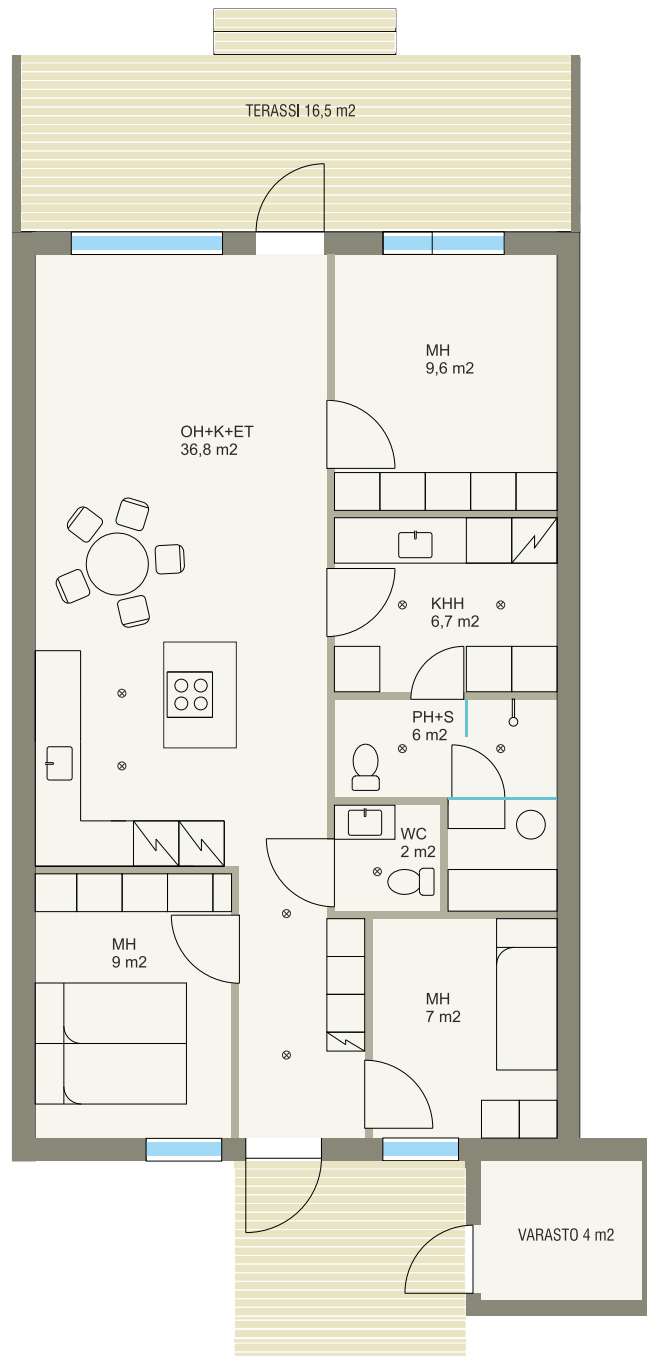 TERASSI 16,5 m2
MH
9,6 m2
OH+K+ET
36,8 m2
KHH
6,7 m2
PH+S
6 m2
WC
2 m2
MH
9 m2
MH
7 m2
VARASTO 4 m2